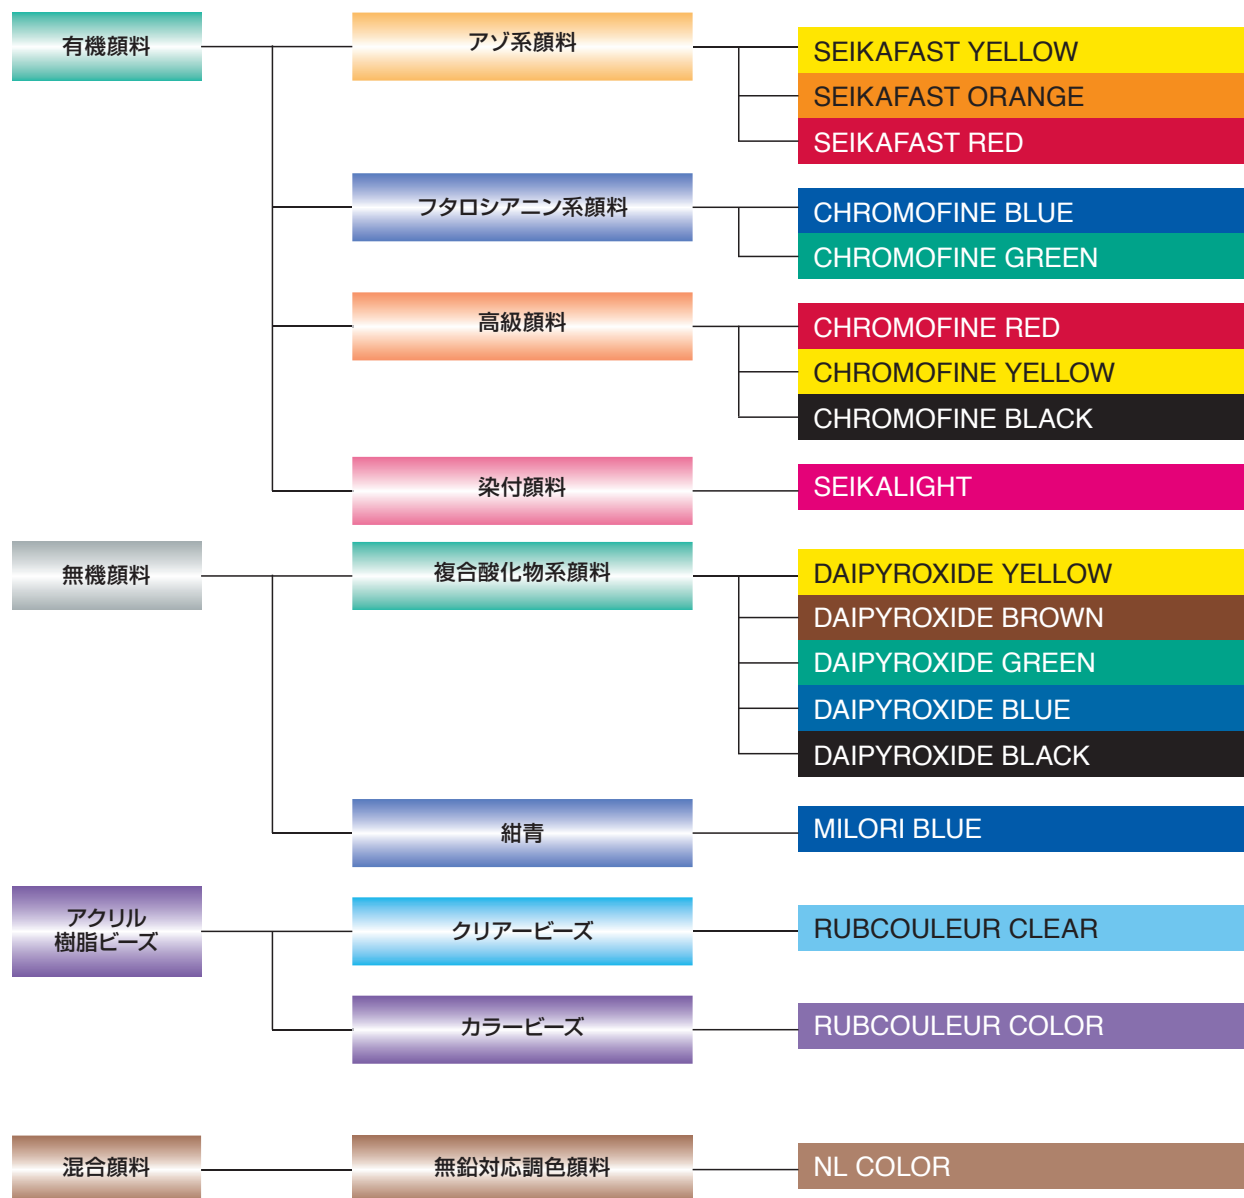 有機顔料
アゾ系顔料
SEIKAFAST YELLOW
SEIKAFAST ORANGE
SEIKAFAST RED
フタロシアニン系顔料
CHROMOFINE BLUE
CHROMOFINE GREEN
高級顔料
CHROMOFINE RED
CHROMOFINE YELLOW
CHROMOFINE BLACK
染付顔料
SEIKALIGHT
無機顔料
複合酸化物系顔料
DAIPYROXIDE YELLOW
DAIPYROXIDE BROWN
DAIPYROXIDE GREEN
DAIPYROXIDE BLUE
DAIPYROXIDE BLACK
紺青
MILORI BLUE
アクリル
樹脂ビーズ
クリアービーズ
RUBCOULEUR CLEAR
カラービーズ
RUBCOULEUR COLOR
混合顔料
無鉛対応調色顔料
NL COLOR